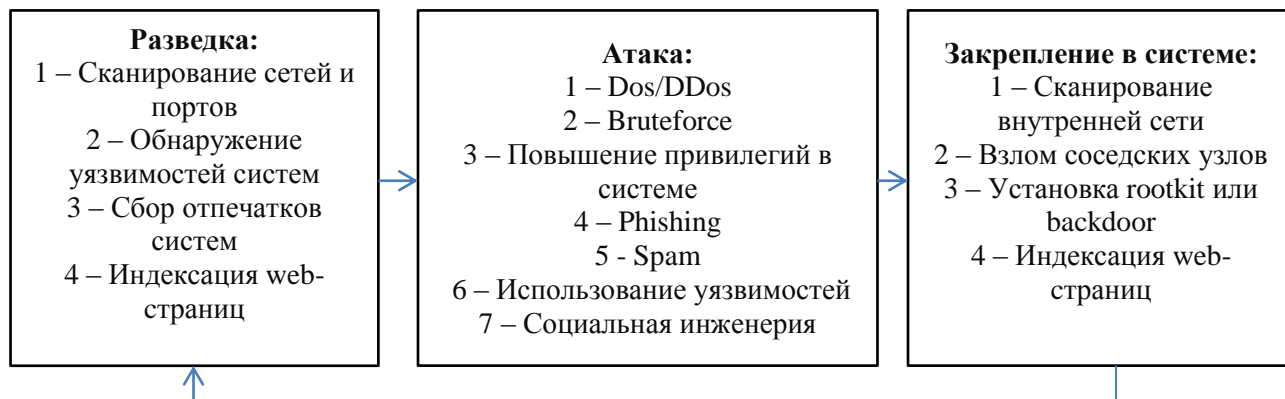 Разведка:
1 – Сканирование сетей и
портов
2 – Обнаружение
уязвимостей систем
3 – Сбор отпечатков
систем
4 – Индексация web-
страниц
Атака:
1 – Dos/DDos
2 – Bruteforce
3 – Повышение привилегий в
системе
4 – Phishing
5 - Spam
6 – Использование уязвимостей
7 – Социальная инженерия
Закрепление в системе:
1 – Сканирование
внутренней сети
2 – Взлом соседских узлов
3 – Установка rootkit или
backdoor
4 – Индексация web-
страниц